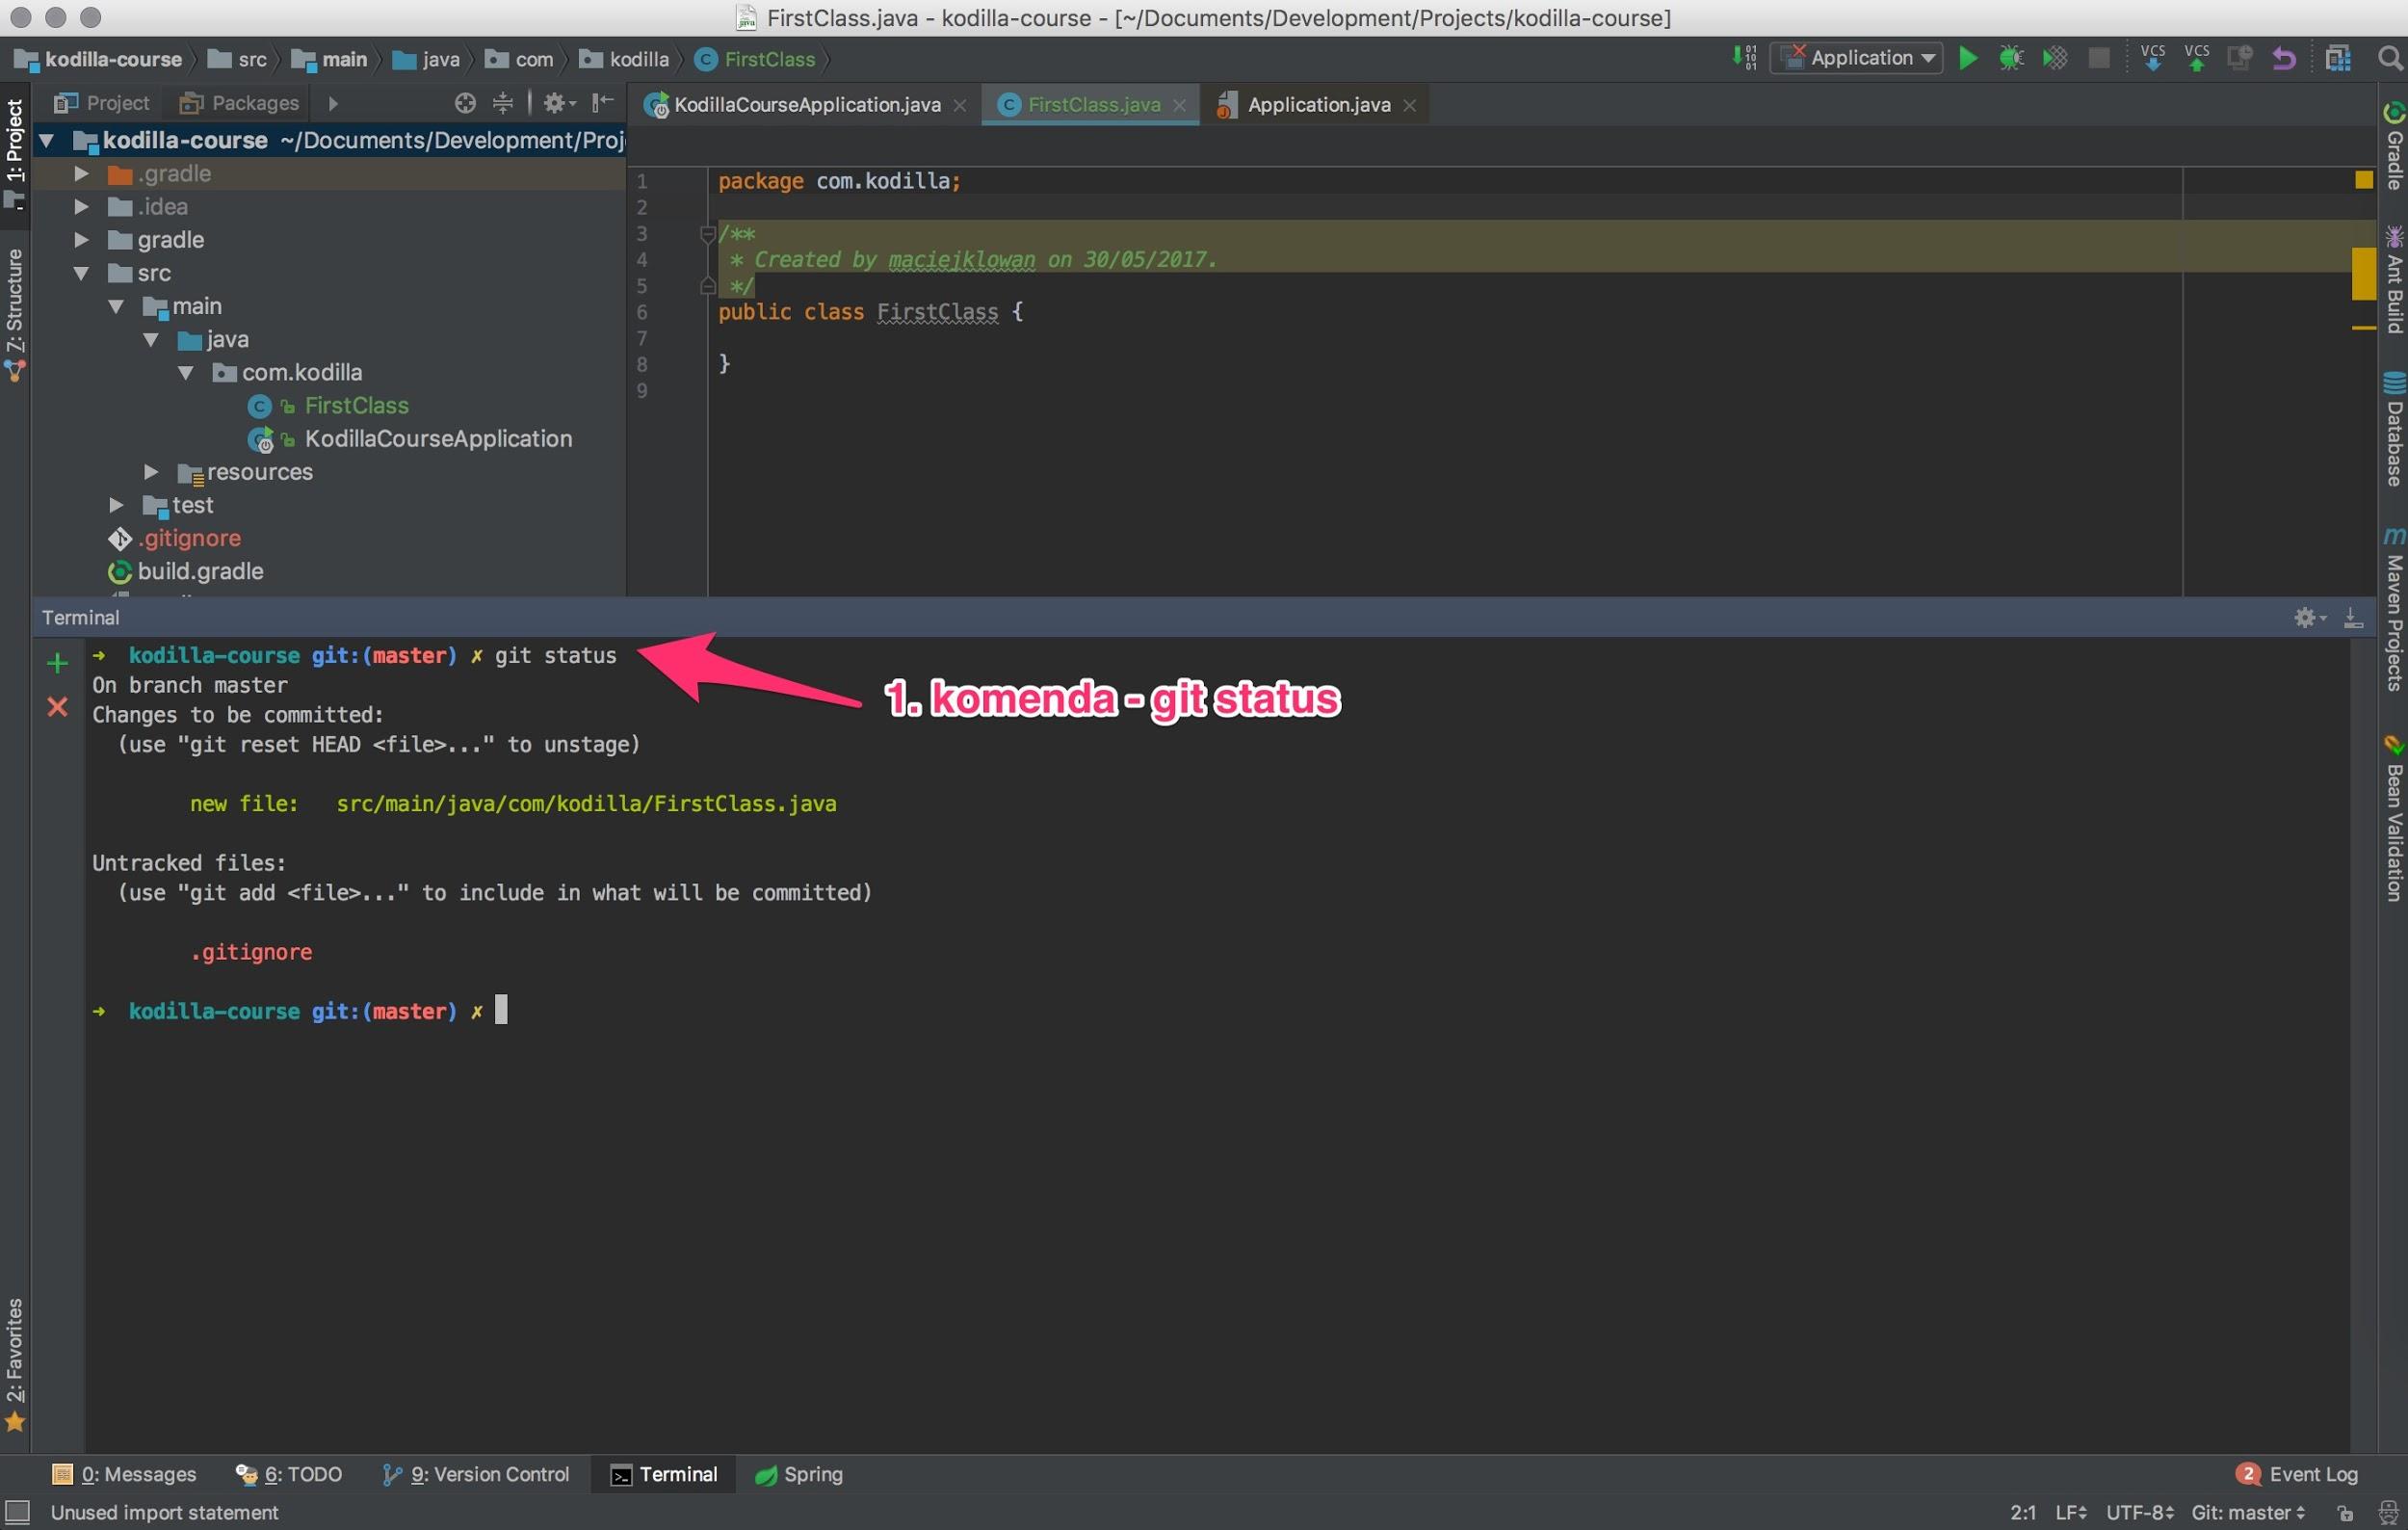 FirstClass.java - kodilla-course - [~/Documents/Development/Projects/kodilla-course]
kodilla-course src main java com kodilla FirstClass
Application VCS VCS
Project Packages
KodillaCourseApplication.java FirstClass.java Application.java
1: Project
Z: Structure
2: Favorites
kodilla-course ~/Documents/Development/Proj
.gradle
.idea
gradle
src
main
java
com.kodilla
FirstClass
KodillaCourseApplication
resources
test
.gitignore
build.gradle
1 package com.kodilla;
2
3 /**
4 * Created by maciejklowan on 30/05/2017.
5 */
6 public class FirstClass {
7
8 }
9
Gradle
Ant Build
Database
Maven Projects
Bean Validation
Terminal
➜ kodilla-course git:(master) ✗ git status
On branch master
Changes to be committed:
(use "git reset HEAD <file>..." to unstage)
new file: src/main/java/com/kodilla/FirstClass.java
Untracked files:
(use "git add <file>..." to include in what will be committed)
.gitignore
➜ kodilla-course git:(master) ✗
1. komenda - git status
0: Messages 6: TODO 9: Version Control Terminal Spring 2 Event Log
Unused import statement 2:1 LF UTF-8 Git: master